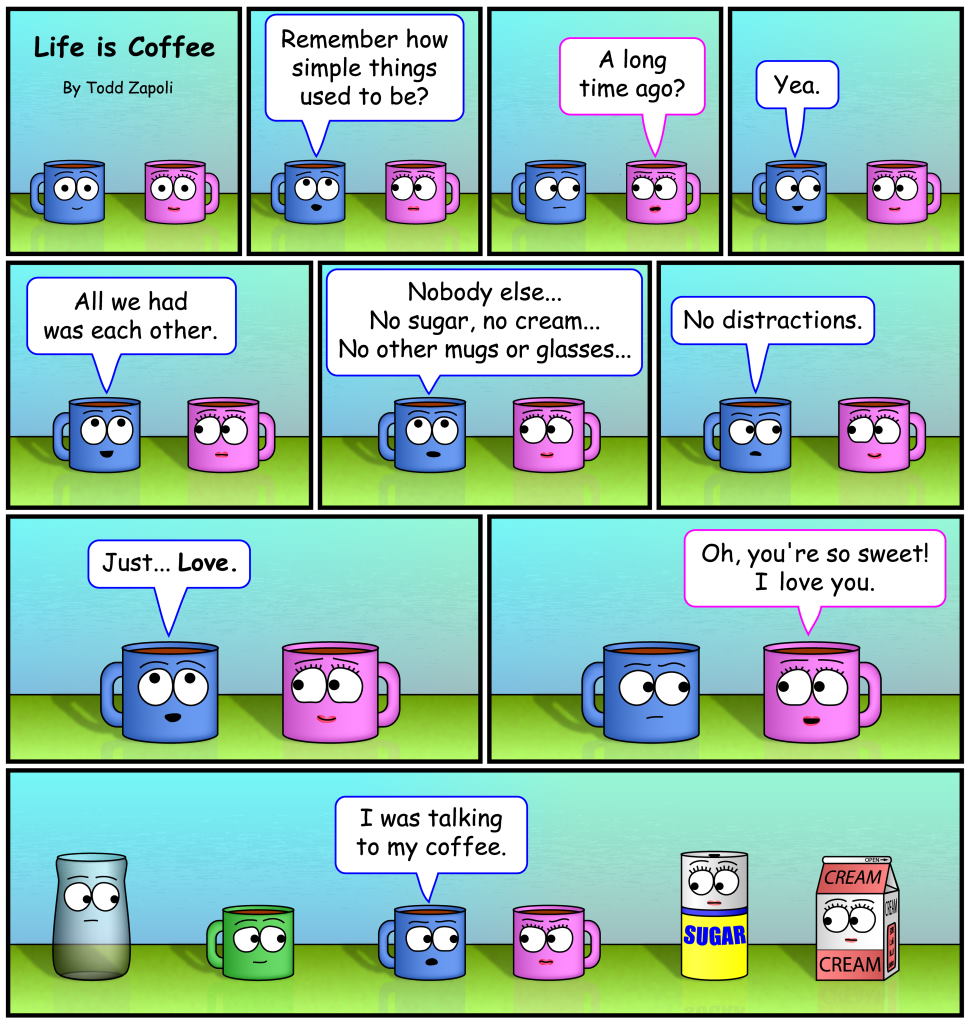 Life is Coffee
By Todd Zapoli
Remember how
simple things
used to be?
A long
time ago?
Yea.
All we had
was each other.
Nobody else...
No sugar, no cream...
No other mugs or glasses...
No distractions.
Just... Love.
Oh, you're so sweet!
I love you.
I was talking
to my coffee.
SUGAR
OPEN
CREAM
CREAM
CREAM